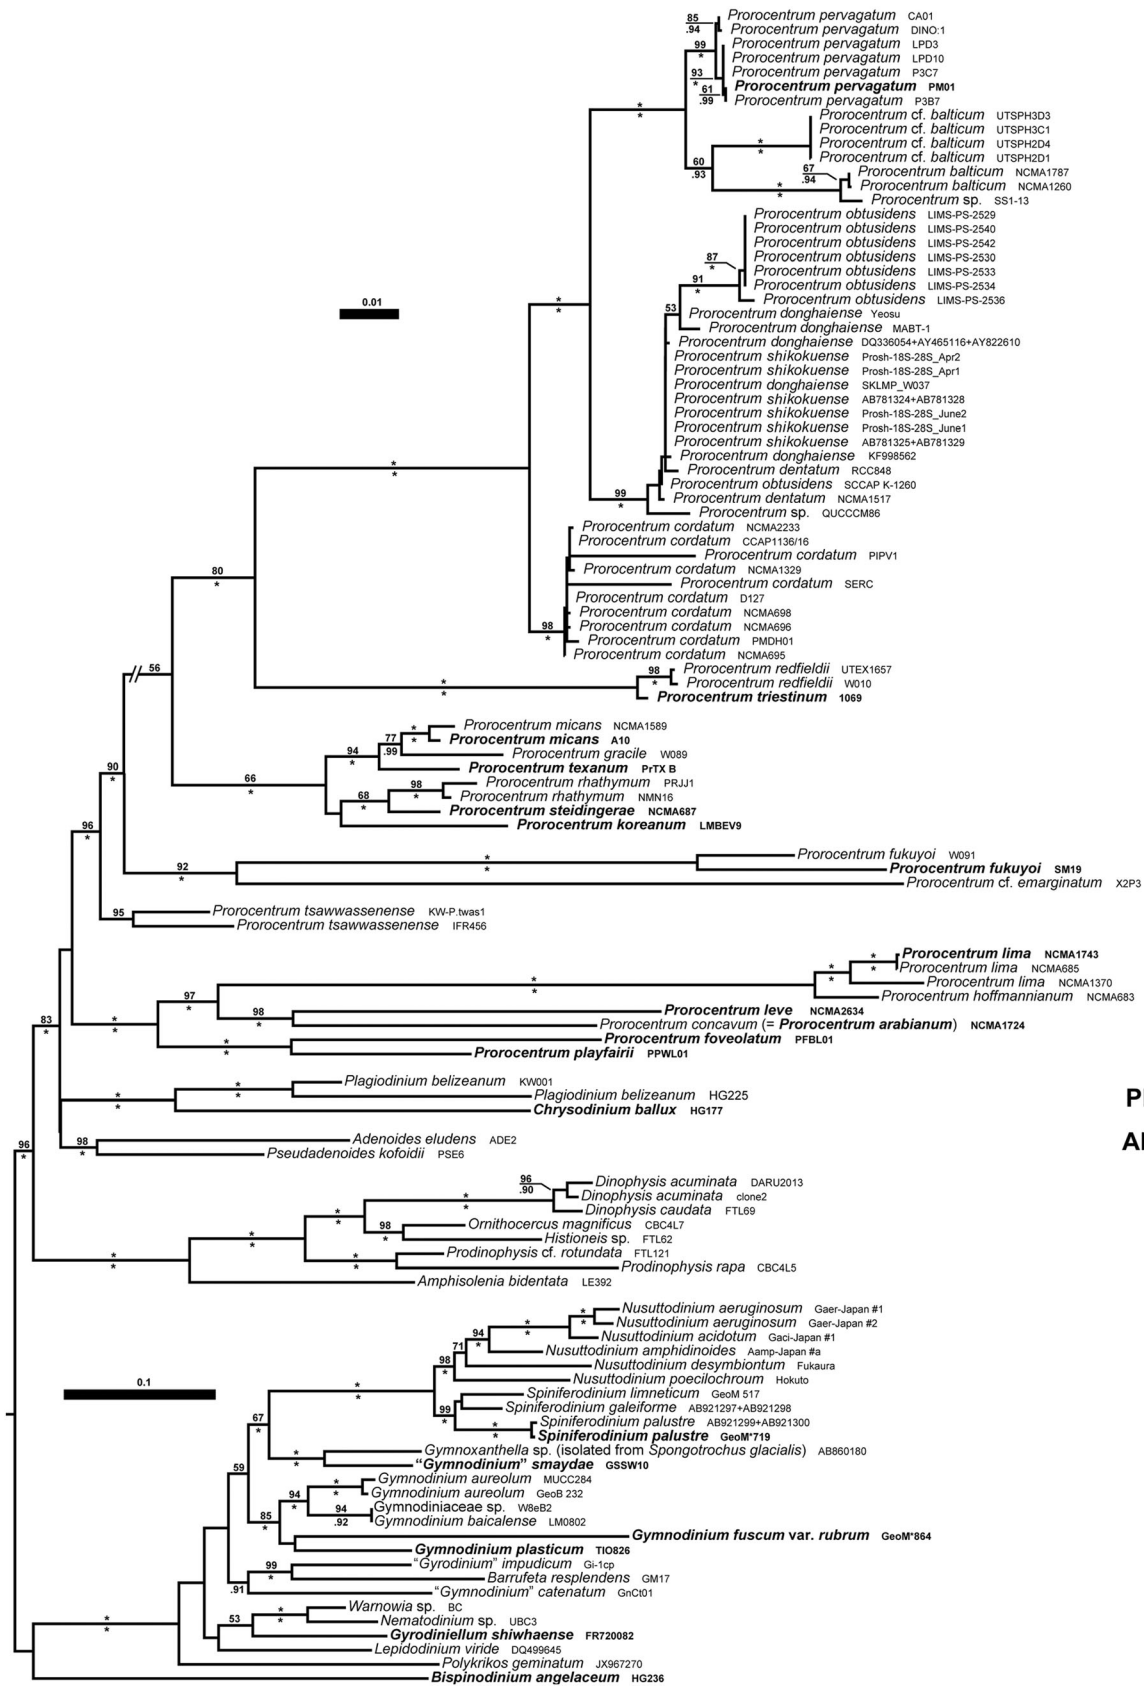 85
.94
Prorocentrum pervagatum CA01
Prorocentrum pervagatum DINO:1
99
*
Prorocentrum pervagatum LPD3
Prorocentrum pervagatum LPD10
93
*
Prorocentrum pervagatum P3C7
Prorocentrum pervagatum PM01
61
.99
Prorocentrum pervagatum P3B7
*
*
Prorocentrum cf. balticum UTSPH3D3
Prorocentrum cf. balticum UTSPH3C1
Prorocentrum cf. balticum UTSPH2D4
Prorocentrum cf. balticum UTSPH2D1
*
*
60
.93
67
.94
Prorocentrum balticum NCMA1787
Prorocentrum balticum NCMA1260
*
*
Prorocentrum sp. SS1-13
Prorocentrum obtusidens LIMS-PS-2529
Prorocentrum obtusidens LIMS-PS-2540
Prorocentrum obtusidens LIMS-PS-2542
Prorocentrum obtusidens LIMS-PS-2530
87
*
Prorocentrum obtusidens LIMS-PS-2533
Prorocentrum obtusidens LIMS-PS-2534
91
*
Prorocentrum obtusidens LIMS-PS-2536
0.01
*
*
53
Prorocentrum donghaiense Yeosu
Prorocentrum donghaiense MABT-1
Prorocentrum donghaiense DQ336054+AY465116+AY822610
Prorocentrum shikokuense Prosh-18S-28S_Apr2
Prorocentrum shikokuense Prosh-18S-28S_Apr1
Prorocentrum donghaiense SKLMP_W037
Prorocentrum shikokuense AB781324+AB781328
Prorocentrum shikokuense Prosh-18S-28S_June2
Prorocentrum shikokuense Prosh-18S-28S_June1
Prorocentrum shikokuense AB781325+AB781329
Prorocentrum donghaiense KF998562
*
*
Prorocentrum dentatum RCC848
Prorocentrum obtusidens SCCAP K-1260
99
*
Prorocentrum dentatum NCMA1517
Prorocentrum sp. QUCCCM86
Prorocentrum cordatum NCMA2233
Prorocentrum cordatum CCAP1136/16
Prorocentrum cordatum PIPV1
Prorocentrum cordatum NCMA1329
80
*
Prorocentrum cordatum SERC
Prorocentrum cordatum D127
Prorocentrum cordatum NCMA698
98
*
Prorocentrum cordatum NCMA696
Prorocentrum cordatum PMDH01
Prorocentrum cordatum NCMA695
56
98
*
Prorocentrum redfieldii UTEX1657
Prorocentrum redfieldii W010
*
*
Prorocentrum triestinum 1069
*
*
Prorocentrum micans NCMA1589
77
.99
Prorocentrum micans A10
94
*
Prorocentrum gracile W089
Prorocentrum texanum PrTX B
90
*
66
*
98
*
Prorocentrum rhathymum PRJJ1
68
*
Prorocentrum rhathymum NMN16
Prorocentrum steidingerae NCMA687
96
*
Prorocentrum koreanum LMBEV9
*
*
Prorocentrum fukuyoi W091
92
*
Prorocentrum fukuyoi SM19
Prorocentrum cf. emarginatum X2P3
95
Prorocentrum tsawwassenense KW-P.twas1
Prorocentrum tsawwassenense IFR456
*
*
Prorocentrum lima NCMA1743
*
*
Prorocentrum lima NCMA685
Prorocentrum lima NCMA1370
*
*
97
*
Prorocentrum hoffmannianum NCMA683
98
*
Prorocentrum leve NCMA2634
83
*
*
*
Prorocentrum concavum (= Prorocentrum arabianum) NCMA1724
*
*
Prorocentrum foveolatum PFBL01
Prorocentrum playfairii PPWL01
*
*
Plagiodinium belizeanum KW001
*
*
Plagiodinium belizeanum HG225
Chrysodinium ballux HG177
96
*
98
*
Adenoides eludens ADE2
Pseudadenoides kofoidii PSE6
96
.90
Dinophysis acuminata DARU2013
*
*
Dinophysis acuminata clone2
*
*
Dinophysis caudata FTL69
98
*
Ornithocercus magnificus CBC4L7
*
*
Histioneis sp. FTL62
*
*
Prodinophysis cf. rotundata FTL121
*
*
Prodinophysis rapa CBC4L5
Amphisolenia bidentata LE392
*
*
Nusuttodinium aeruginosum Gaer-Japan #1
*
*
Nusuttodinium aeruginosum Gaer-Japan #2
94
*
Nusuttodinium acidotum Gaci-Japan #1
71
Nusuttodinium amphidinoides Aamp-Japan #a
98
*
Nusuttodinium desymbiontum Fukaura
Nusuttodinium poecilochroum Hokuto
0.1
*
*
Spiniferodinium limneticum GeoM 517
99
*
Spiniferodinium galeiforme AB921297+AB921298
*
*
Spiniferodinium palustre AB921299+AB921300
67
*
Spiniferodinium palustre GeoM*719
*
*
Gymnoxanthella sp. (isolated from Spongotrochus glacialis) AB860180
59
"Gymnodinium" smaydae GSSW10
*
*
Gymnodinium aureolum MUCC284
94
*
Gymnodinium aureolum GeoB 232
85
*
94
.92
Gymnodiniaceae sp. W8eB2
Gymnodinium baicalense LM0802
Gymnodinium fuscum var. rubrum GeoM*864
Gymnodinium plasticum TIO826
99
*
"Gyrodinium" impudicum Gi-1cp
.91
Barrufeta resplendens GM17
"Gymnodinium" catenatum GnCt01
*
*
Warnowia sp. BC
53
*
*
Nematodinium sp. UBC3
Gyrodiniellum shiwhaense FR720082
Lepidodinium viride DQ499645
Polykrikos geminatum JX967270
Bispinodinium angelaceum HG236